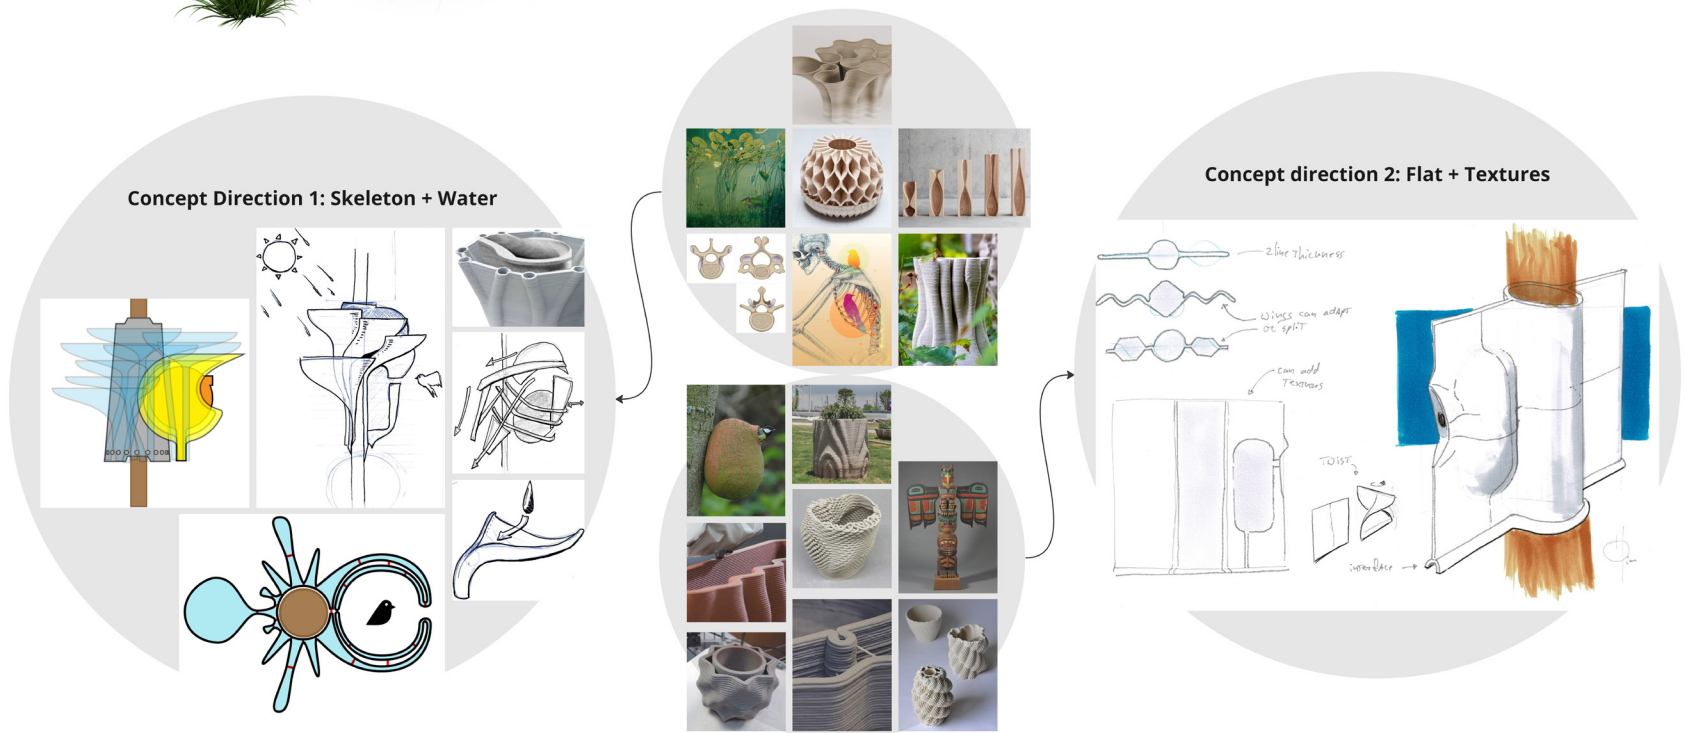 Concept Direction 1: Skeleton + Water
Concept direction 2: Flat + Textures
2 line thickness
wings can adapt
or split
can add
Textures
TWIST
interface